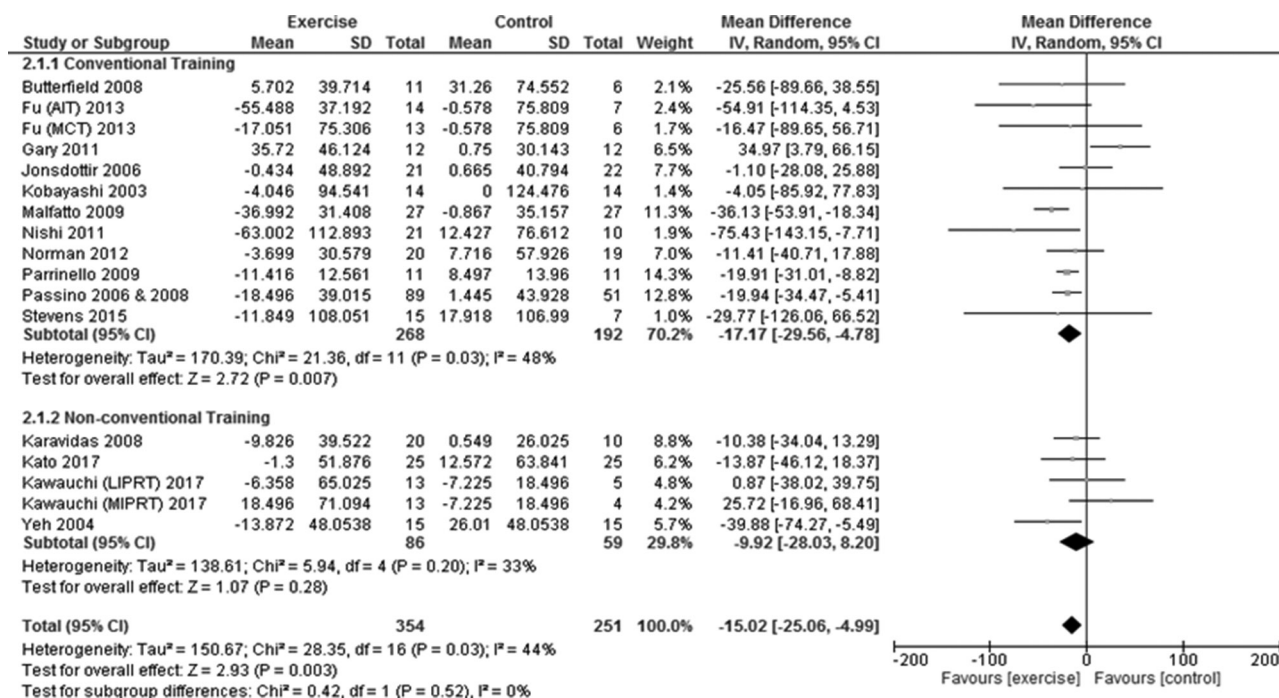 Exercise Control Mean Difference Mean Difference
Study or Subgroup Mean SD Total Mean SD Total Weight IV, Random, 95% CI IV, Random, 95% CI
2.1.1 Conventional Training
Butterfield 2008 5.702 39.714 11 31.26 74.552 6 2.1% -25.56 [-89.66, 38.55]
Fu (AIT) 2013 -55.488 37.192 14 -0.578 75.809 7 2.4% -54.91 [-114.35, 4.53]
Fu (MCT) 2013 -17.051 75.306 13 -0.578 75.809 6 1.7% -16.47 [-89.65, 56.71]
Gary 2011 35.72 46.124 12 0.75 30.143 12 6.5% 34.97 [3.79, 66.15]
Jonsdottir 2006 -0.434 48.892 21 0.665 40.794 22 7.7% -1.10 [-28.08, 25.88]
Kobayashi 2003 -4.046 94.541 14 0 124.476 14 1.4% -4.05 [-85.92, 77.83]
Malfatto 2009 -36.992 31.408 27 -0.867 35.157 27 11.3% -36.13 [-53.91, -18.34]
Nishi 2011 -63.002 112.893 21 12.427 76.612 10 1.9% -75.43 [-143.15, -7.71]
Norman 2012 -3.699 30.579 20 7.716 57.926 19 7.0% -11.41 [-40.71, 17.88]
Parrinello 2009 -11.416 12.561 11 8.497 13.96 11 14.3% -19.91 [-31.01, -8.82]
Passino 2006 & 2008 -18.496 39.015 89 1.445 43.928 51 12.8% -19.94 [-34.47, -5.41]
Stevens 2015 -11.849 108.051 15 17.918 106.99 7 1.0% -29.77 [-126.06, 66.52]
Subtotal (95% CI) 268 192 70.2% -17.17 [-29.56, -4.78]
Heterogeneity: Tau² = 170.39; Chi² = 21.36, df = 11 (P = 0.03); I² = 48%
Test for overall effect: Z = 2.72 (P = 0.007)
2.1.2 Non-conventional Training
Karavidas 2008 -9.826 39.522 20 0.549 26.025 10 8.8% -10.38 [-34.04, 13.29]
Kato 2017 -1.3 51.876 25 12.572 63.841 25 6.2% -13.87 [-46.12, 18.37]
Kawauchi (LIPRT) 2017 -6.358 65.025 13 -7.225 18.496 5 4.8% 0.87 [-38.02, 39.75]
Kawauchi (MIPRT) 2017 18.496 71.094 13 -7.225 18.496 4 4.2% 25.72 [-16.96, 68.41]
Yeh 2004 -13.872 48.0538 15 26.01 48.0538 15 5.7% -39.88 [-74.27, -5.49]
Subtotal (95% CI) 86 59 29.8% -9.92 [-28.03, 8.20]
Heterogeneity: Tau² = 138.61; Chi² = 5.94, df = 4 (P = 0.20); I² = 33%
Test for overall effect: Z = 1.07 (P = 0.28)
Total (95% CI) 354 251 100.0% -15.02 [-25.06, -4.99]
Heterogeneity: Tau² = 150.67; Chi² = 28.35, df = 16 (P = 0.03); I² = 44%
Test for overall effect: Z = 2.93 (P = 0.003)
Test for subgroup differences: Chi² = 0.42, df = 1 (P = 0.52), I² = 0%
-200 -100 0 100 200
Favours [exercise] Favours [control]